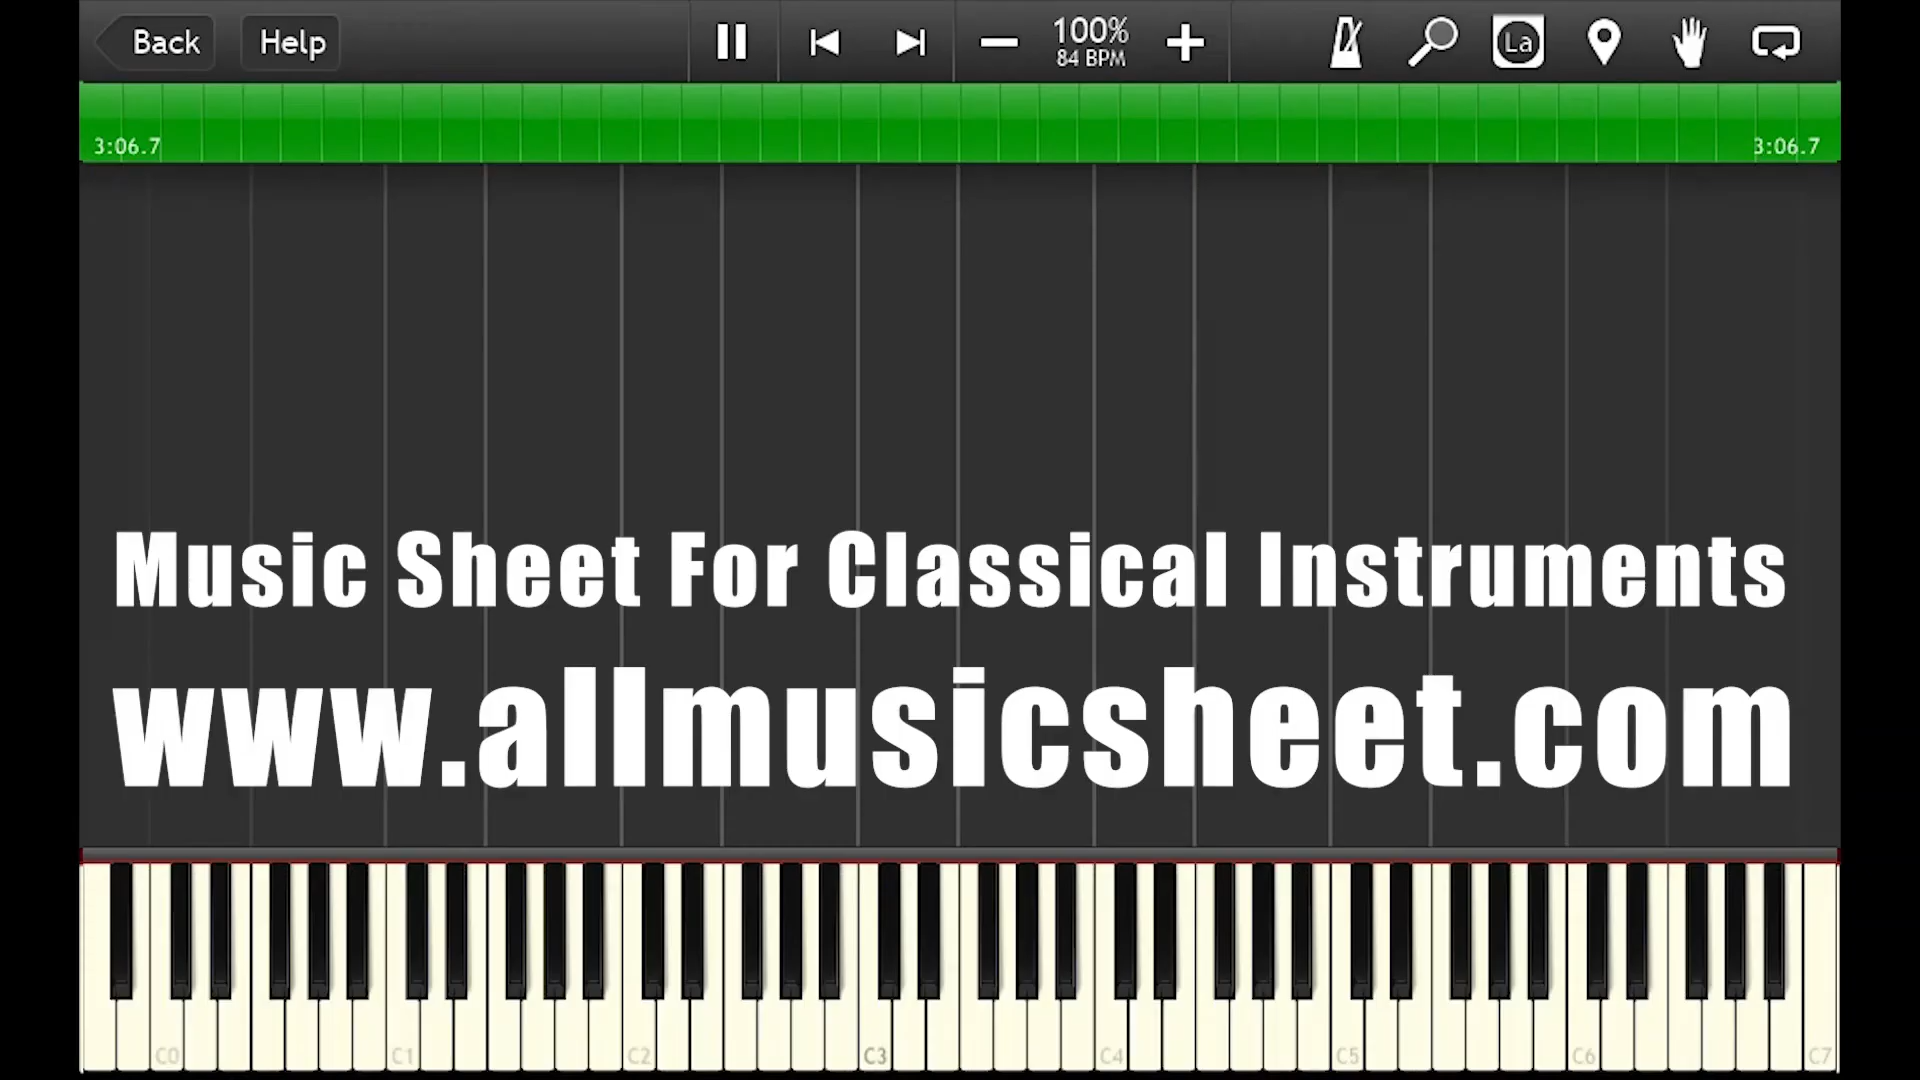 Back
Help
100%
84 BPM
La
3:06.7
3:06.7
Music Sheet For Classical Instruments
www.allmusicsheet.com
C0
C1
C2
C3
C4
C5
C6
C7